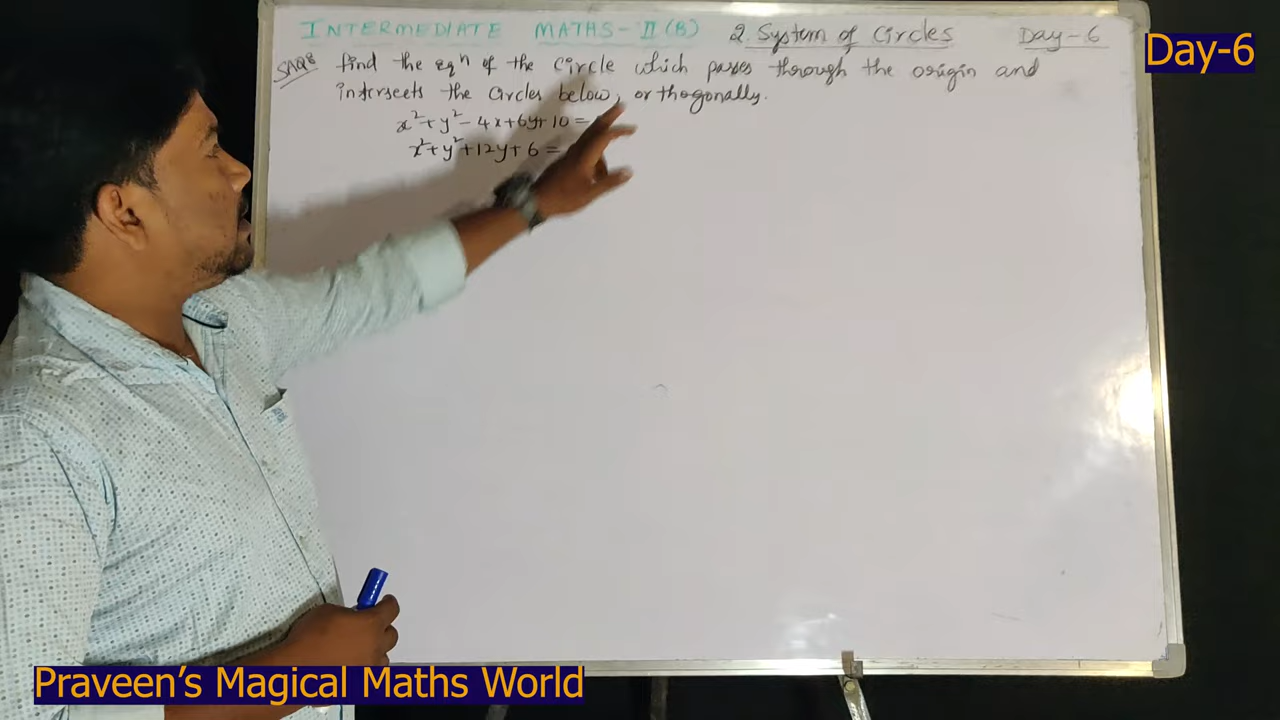 INTERMEDIATE MATHS-II(B) 2. System of Circles Day-6
Day-6
SAQ8 find the eqⁿ of the circle which passes through the origin and
intersects the circles below, orthogonally.
x²+y²-4x+6y+10=
x²+y²+12y+6=
Praveen's Magical Maths World